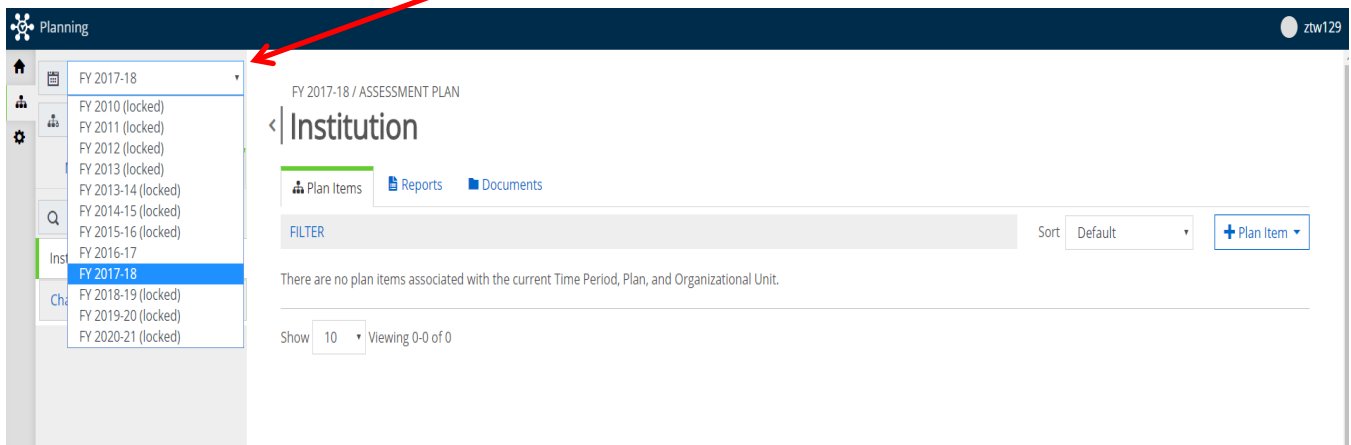 Planning
ztw129
FY 2017-18
FY 2010 (locked)
FY 2011 (locked)
FY 2012 (locked)
FY 2013 (locked)
FY 2013-14 (locked)
FY 2014-15 (locked)
FY 2015-16 (locked)
FY 2016-17
FY 2017-18
FY 2018-19 (locked)
FY 2019-20 (locked)
FY 2020-21 (locked)
FY 2017-18 / ASSESSMENT PLAN
Institution
Plan Items Reports Documents
FILTER Sort Default + Plan Item
There are no plan items associated with the current Time Period, Plan, and Organizational Unit.
Show 10 Viewing 0-0 of 0